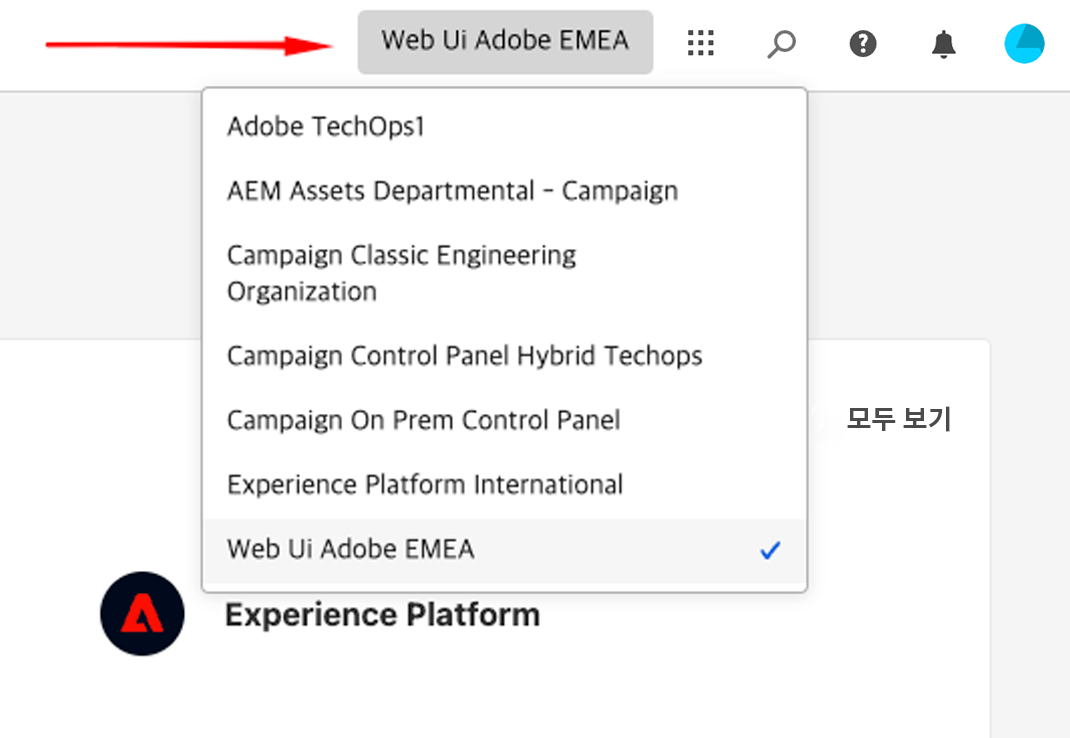 Web Ui Adobe EMEA
Adobe TechOps1
AEM Assets Departmental - Campaign
Campaign Classic Engineering
Organization
Campaign Control Panel Hybrid Techops
Campaign On Prem Control Panel
모두 보기
Experience Platform International
Web Ui Adobe EMEA
Experience Platform